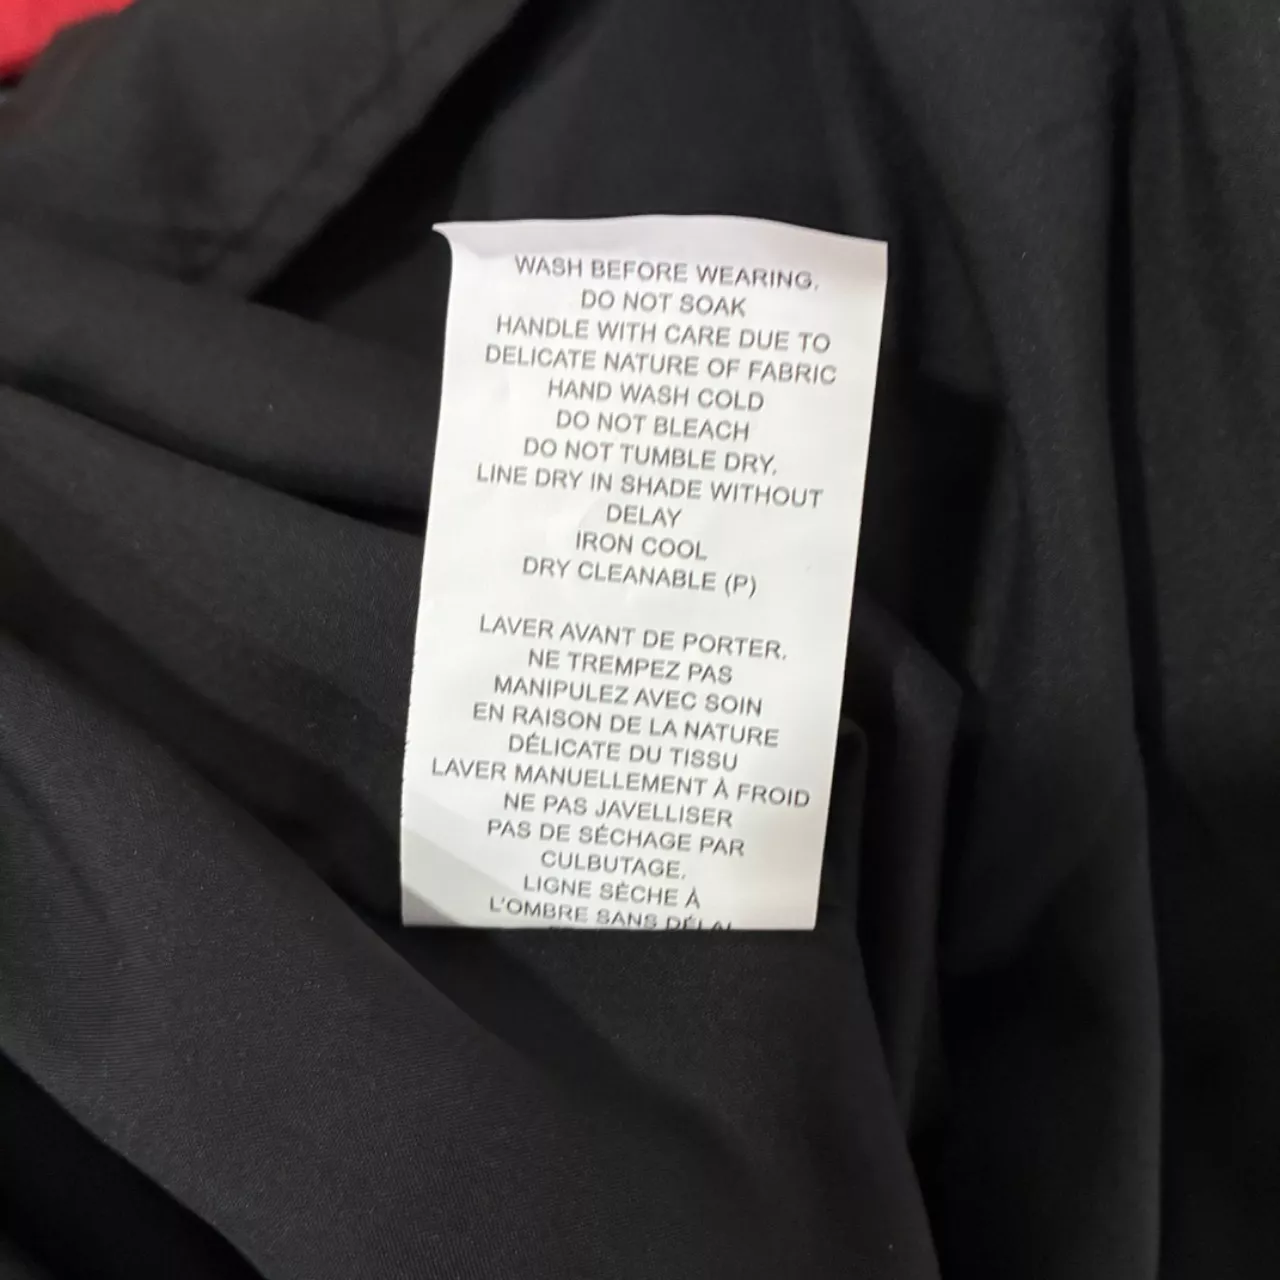 WASH BEFORE WEARING.
DO NOT SOAK
HANDLE WITH CARE DUE TO
DELICATE NATURE OF FABRIC
HAND WASH COLD
DO NOT BLEACH
DO NOT TUMBLE DRY.
LINE DRY IN SHADE WITHOUT
DELAY
IRON COOL
DRY CLEANABLE (P)
LAVER AVANT DE PORTER.
NE TREMPEZ PAS
MANIPULEZ AVEC SOIN
EN RAISON DE LA NATURE
DÉLICATE DU TISSU
LAVER MANUELLEMENT À FROID
NE PAS JAVELLISER
PAS DE SÉCHAGE PAR
CULBUTAGE.
LIGNE SÈCHE À
L'OMBRE SANS DÉLAI